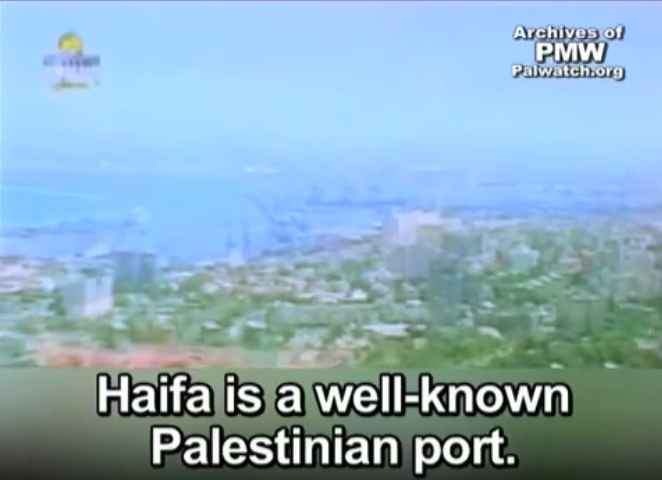 Archives of
PMW
Palwatch.org
Haifa is a well-known
Palestinian port.